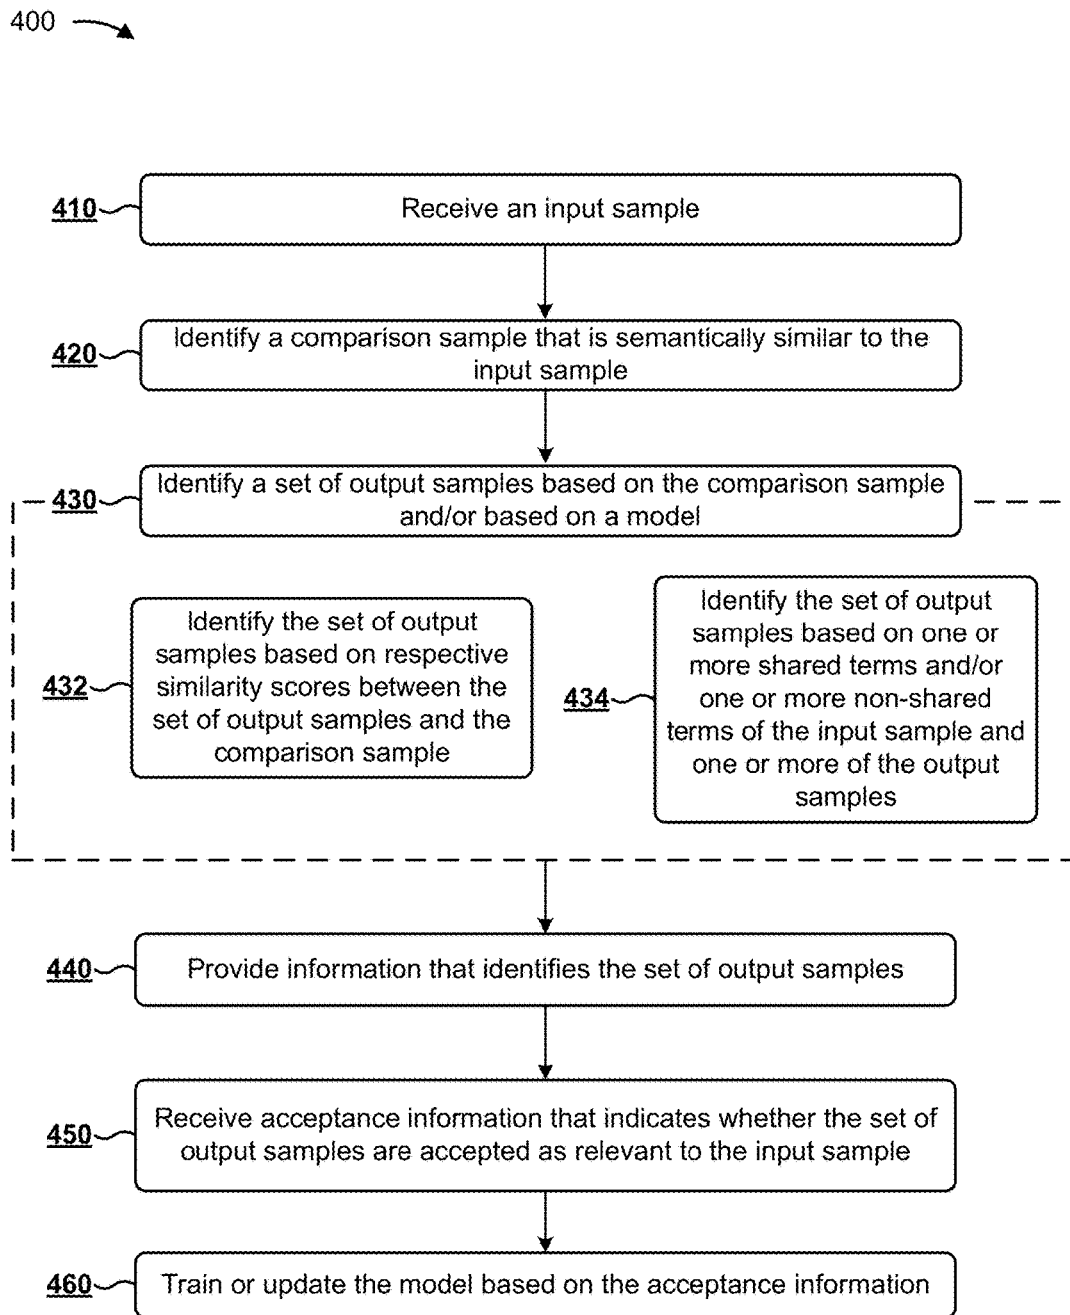 400
410
Receive an input sample
420
Identify a comparison sample that is semantically similar to the
input sample
430
Identify a set of output samples based on the comparison sample
and/or based on a model
432
Identify the set of output
samples based on respective
similarity scores between the
set of output samples and the
comparison sample
434
Identify the set of output
samples based on one or
more shared terms and/or
one or more non-shared
terms of the input sample and
one or more of the output
samples
440
Provide information that identifies the set of output samples
450
Receive acceptance information that indicates whether the set of
output samples are accepted as relevant to the input sample
460
Train or update the model based on the acceptance information